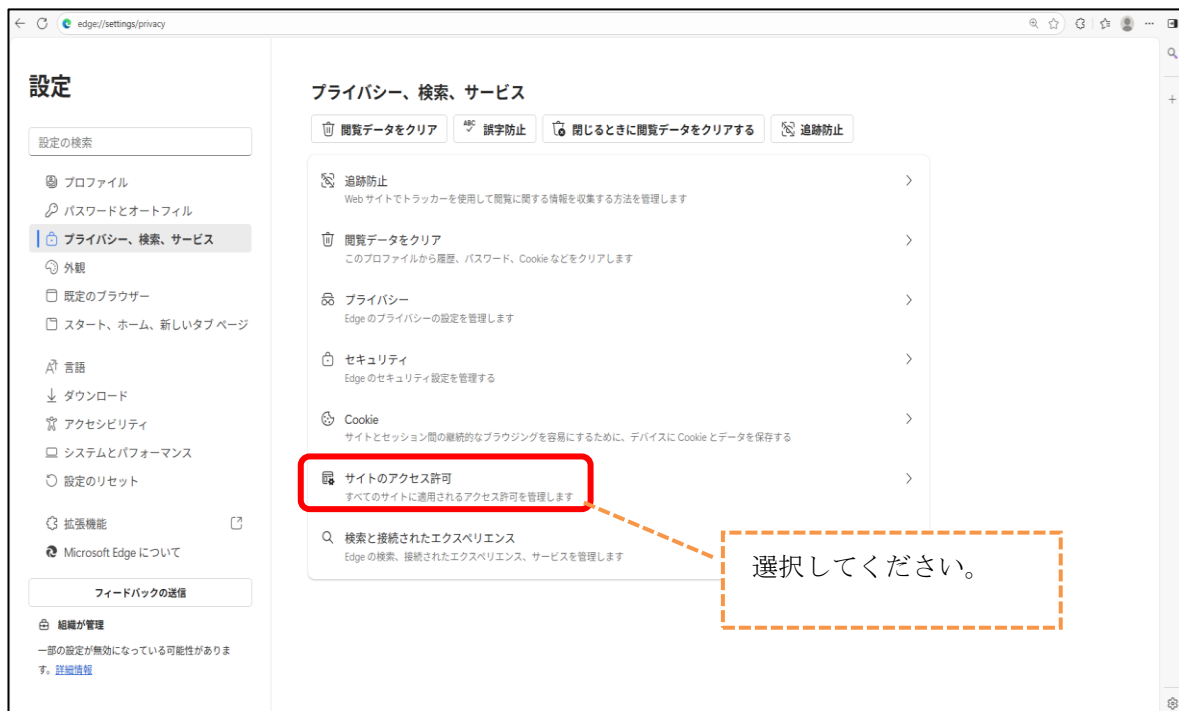 edge://settings/privacy
設定
設定の検索
プロファイル
パスワードとオートフィル
プライバシー、検索、サービス
外観
既定のブラウザー
スタート、ホーム、新しいタブ ページ
言語
ダウンロード
アクセシビリティ
システムとパフォーマンス
設定のリセット
拡張機能
Microsoft Edge について
フィードバックの送信
組織が管理
一部の設定が無効になっている可能性がありま
す。詳細情報
プライバシー、検索、サービス
閲覧データをクリア
ABC 誤字防止
閉じるときに閲覧データをクリアする
追跡防止
追跡防止
Web サイトでトラッカーを使用して閲覧に関する情報を収集する方法を管理します
閲覧データをクリア
このプロファイルから履歴、パスワード、Cookie などをクリアします
プライバシー
Edge のプライバシーの設定を管理します
セキュリティ
Edge のセキュリティ設定を管理する
Cookie
サイトとセッション間の継続的なブラウジングを容易にするために、デバイスに Cookie とデータを保存する
サイトのアクセス許可
すべてのサイトに適用されるアクセス許可を管理します
検索と接続されたエクスペリエンス
Edge の検索、接続されたエクスペリエンス、サービスを管理します
選択してください。